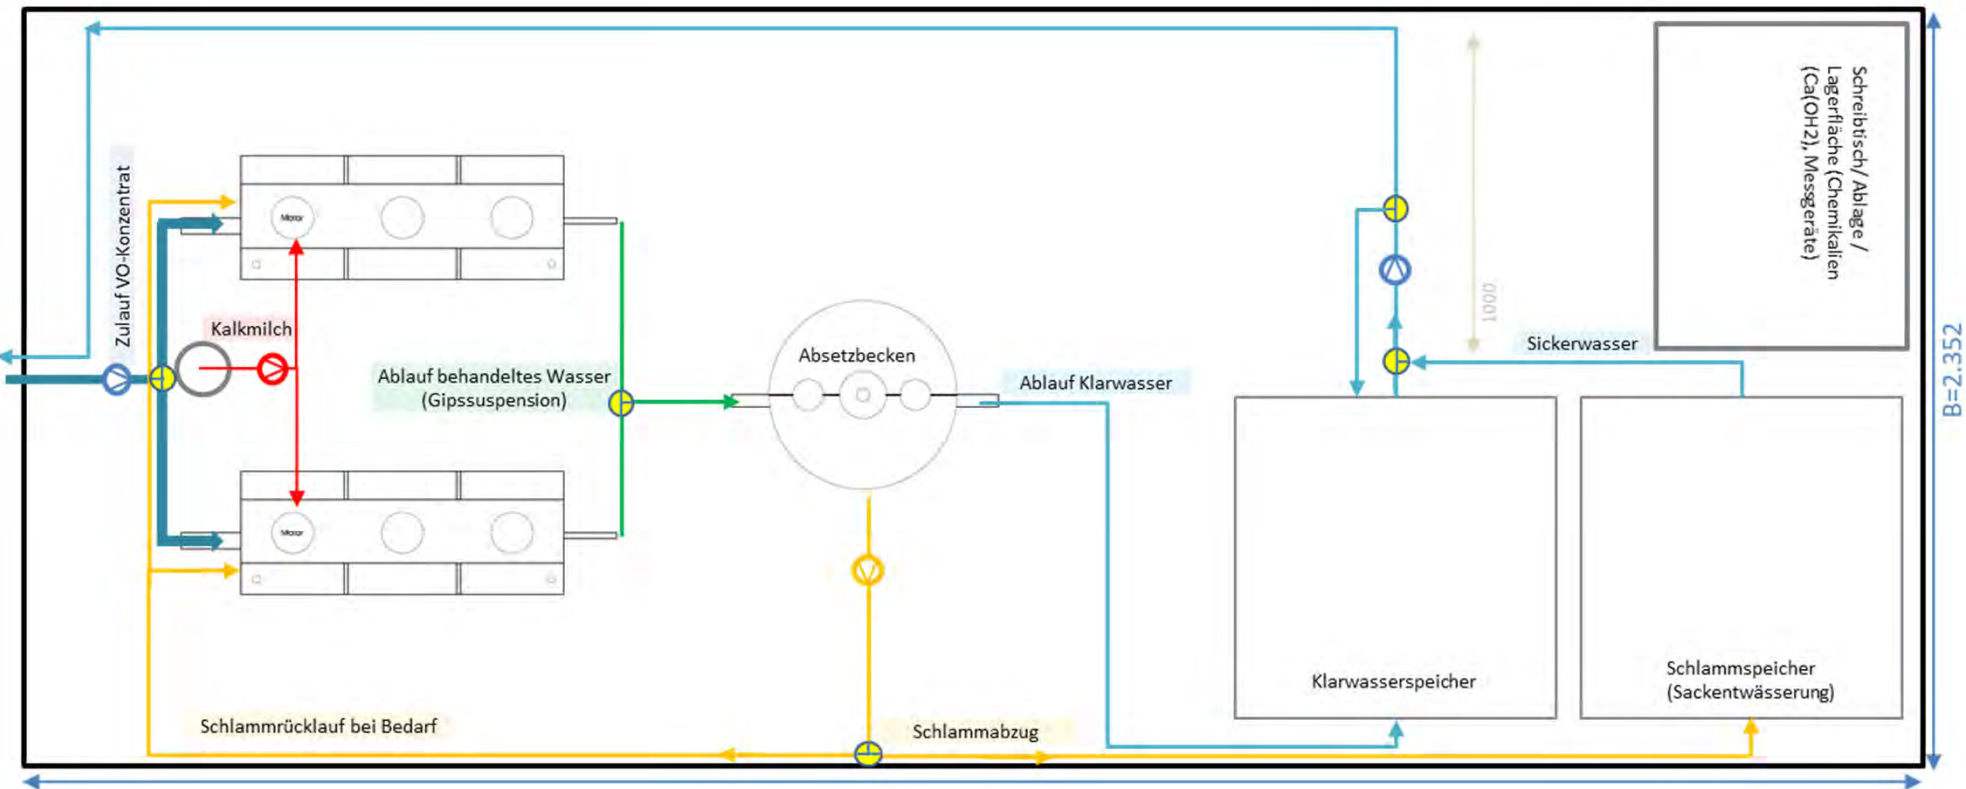 Zulauf VO-Konzentrat
Motor
Kalkmilch
Ablauf behandeltes Wasser
(Gipssuspension)
Motor
Absetzbecken
Ablauf Klarwasser
Schlammrücklauf bei Bedarf
Schlammabzug
1000
Sickerwasser
Klarwasserspeicher
Schlammspeicher
(Sackentwässerung)
Schreibtisch/ Ablage /
Lagerfläche (Chemikalien
(Ca(OH2), Messgeräte)
B=2.352